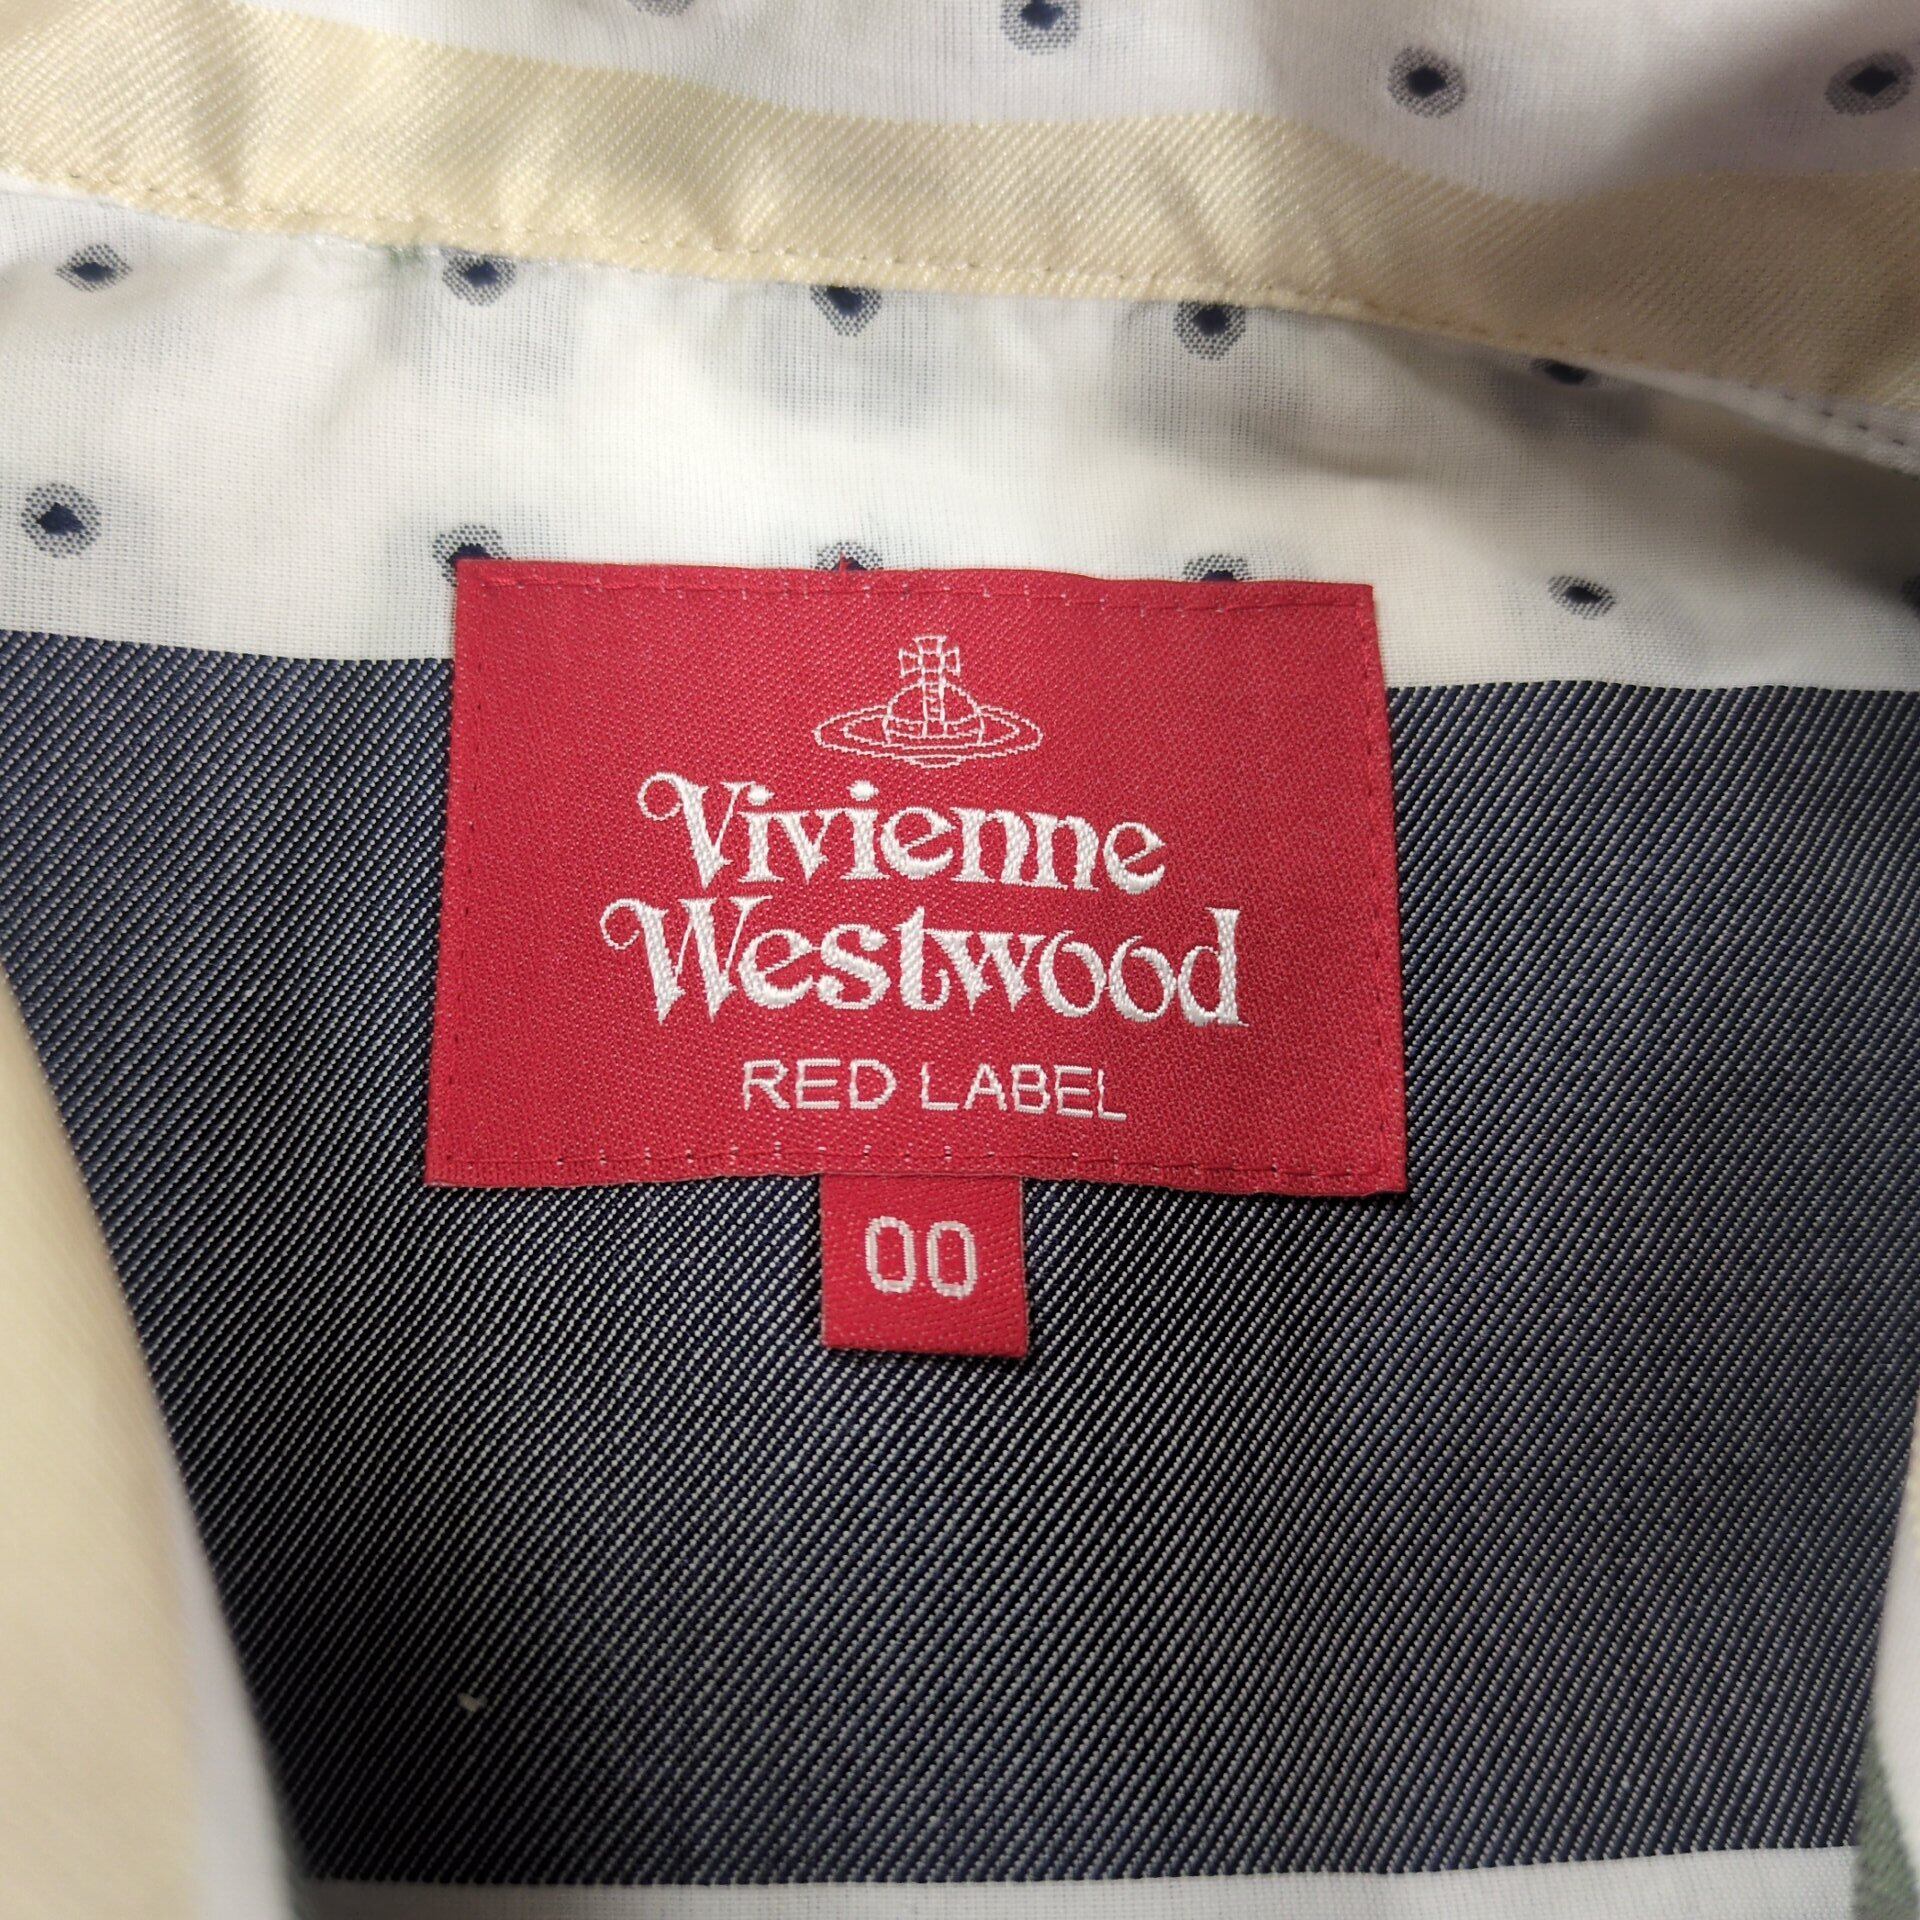 Vivienne
Westwood
RED LABEL
00